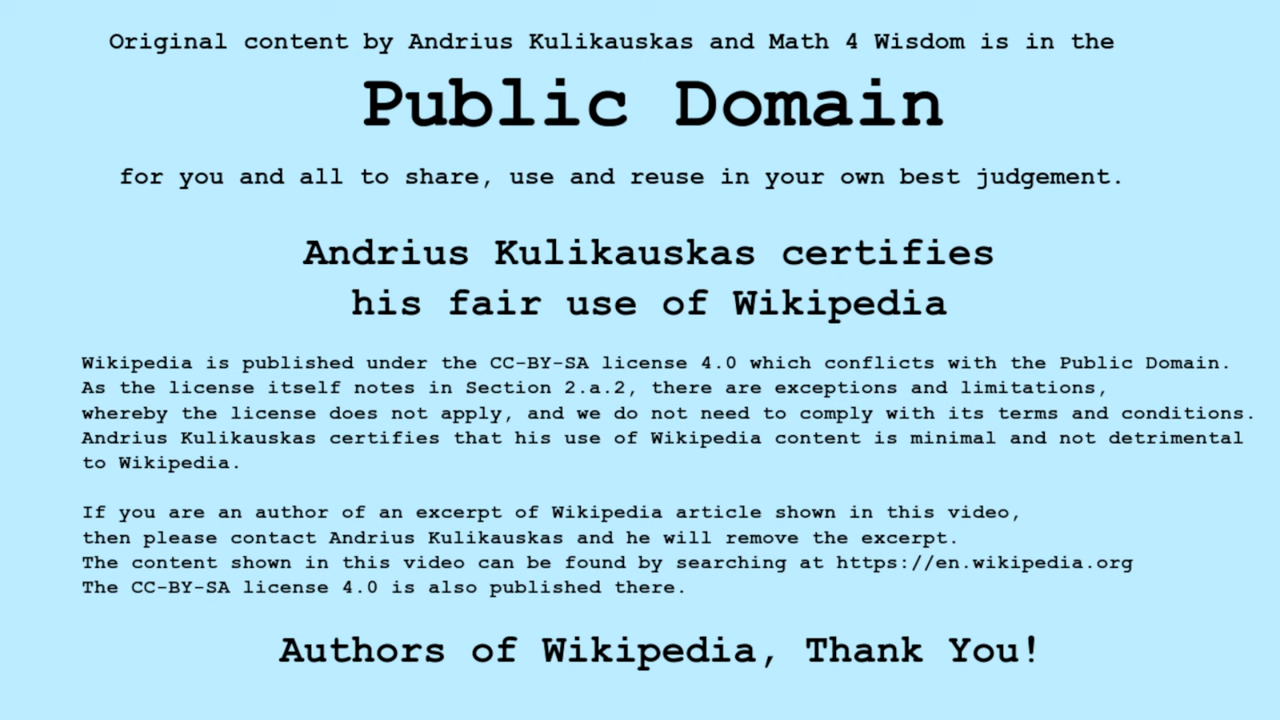 Original content by Andrius Kulikauskas and Math 4 Wisdom is in the
Public Domain
for you and all to share, use and reuse in your own best judgement.
Andrius Kulikauskas certifies
his fair use of Wikipedia
Wikipedia is published under the CC-BY-SA license 4.0 which conflicts with the Public Domain.
As the license itself notes in Section 2.a.2, there are exceptions and limitations,
whereby the license does not apply, and we do not need to comply with its terms and conditions.
Andrius Kulikauskas certifies that his use of Wikipedia content is minimal and not detrimental
to Wikipedia.
If you are an author of an excerpt of Wikipedia article shown in this video,
then please contact Andrius Kulikauskas and he will remove the excerpt.
The content shown in this video can be found by searching at https://en.wikipedia.org
The CC-BY-SA license 4.0 is also published there.
Authors of Wikipedia, Thank You!